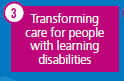 3
Transforming
care for people
with learning
disabilities